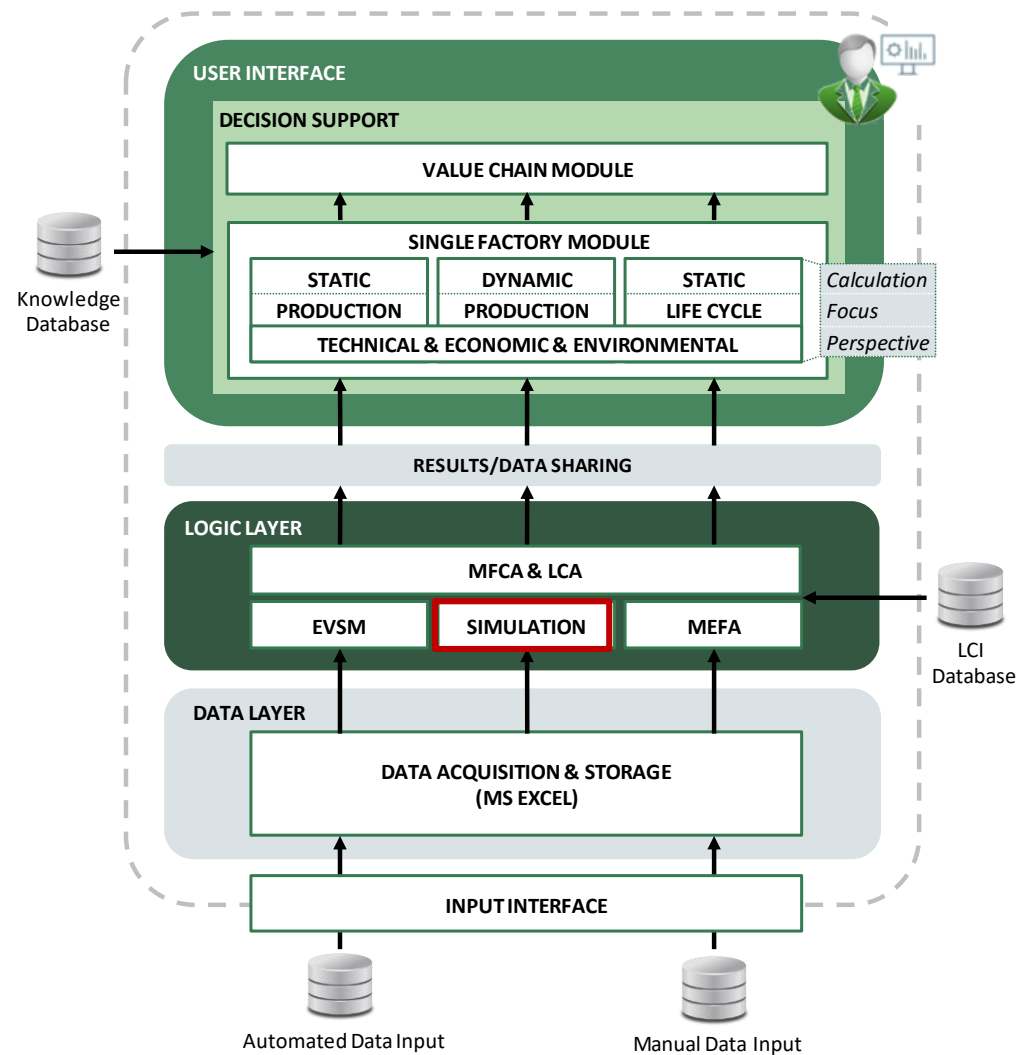 USER INTERFACE
DECISION SUPPORT
VALUE CHAIN MODULE
SINGLE FACTORY MODULE
STATIC
DYNAMIC
STATIC
Calculation
PRODUCTION
PRODUCTION
LIFE CYCLE
Focus
TECHNICAL & ECONOMIC & ENVIRONMENTAL
Perspective
Knowledge
Database
RESULTS/DATA SHARING
LOGIC LAYER
MFCA & LCA
EVSM
SIMULATION
MEFA
LCI
Database
DATA LAYER
DATA ACQUISITION & STORAGE
(MS EXCEL)
INPUT INTERFACE
Automated Data Input
Manual Data Input